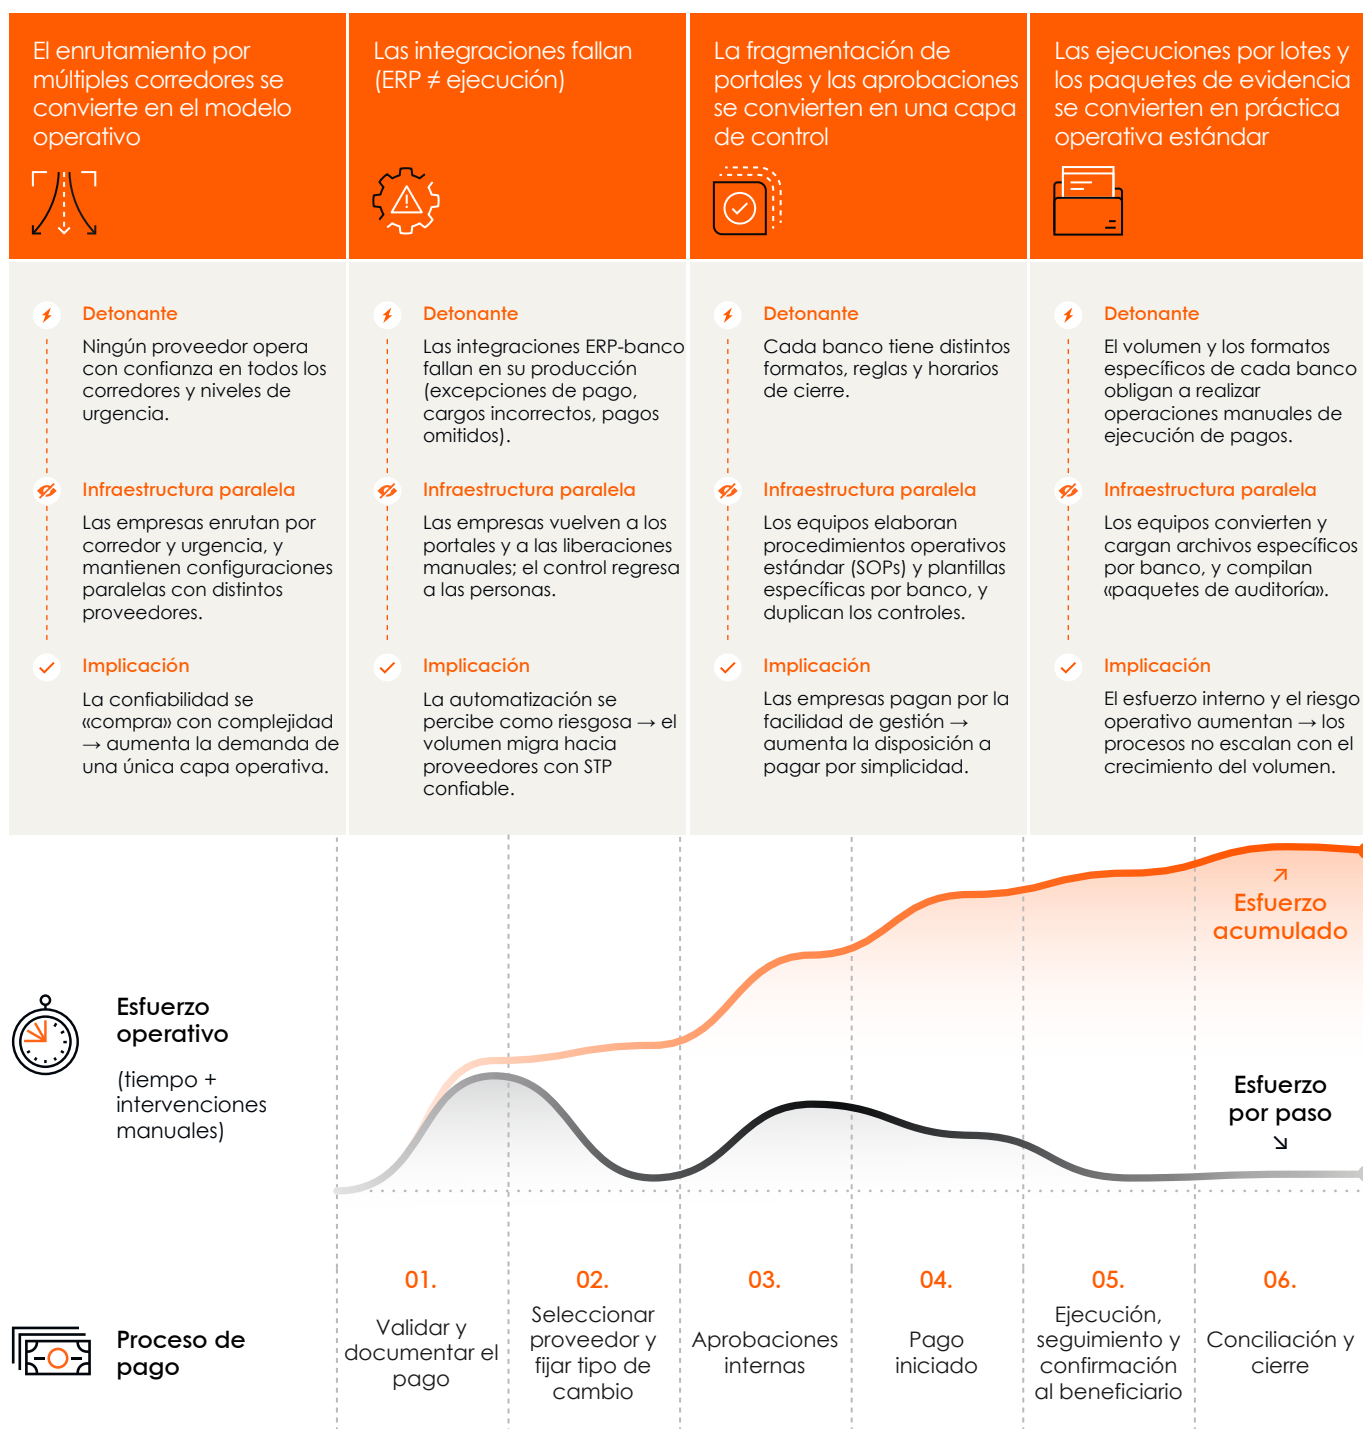 El enrutamiento por
múltiples corredores se
convierte en el modelo
operativo
Las integraciones fallan
(ERP ≠ ejecución)
La fragmentación de
portales y las aprobaciones
se convierten en una capa
de control
Las ejecuciones por lotes y
los paquetes de evidencia
se convierten en práctica
operativa estándar
Detonante
Ningún proveedor opera
con confianza en todos los
corredores y niveles de
urgencia.
Infraestructura paralela
Las empresas enrutan por
corredor y urgencia, y
mantienen configuraciones
paralelas con distintos
proveedores.
Implicación
La confiabilidad se
«compra» con complejidad
→ aumenta la demanda de
una única capa operativa.
Detonante
Las integraciones ERP-banco
fallan en su producción
(excepciones de pago,
cargos incorrectos, pagos
omitidos).
Infraestructura paralela
Las empresas vuelven a los
portales y a las liberaciones
manuales; el control regresa
a las personas.
Implicación
La automatización se
percibe como riesgosa → el
volumen migra hacia
proveedores con STP
confiable.
Detonante
Cada banco tiene distintos
formatos, reglas y horarios
de cierre.
Infraestructura paralela
Los equipos elaboran
procedimientos operativos
estándar (SOPs) y plantillas
específicas por banco, y
duplican los controles.
Implicación
Las empresas pagan por la
facilidad de gestión →
aumenta la disposición a
pagar por simplicidad.
Detonante
El volumen y los formatos
específicos de cada banco
obligan a realizar
operaciones manuales de
ejecución de pagos.
Infraestructura paralela
Los equipos convierten y
cargan archivos específicos
por banco, y compilan
«paquetes de auditoría».
Implicación
El esfuerzo interno y el riesgo
operativo aumentan → los
procesos no escalan con el
crecimiento del volumen.
↗
Esfuerzo
acumulado
Esfuerzo
operativo
(tiempo +
intervenciones
manuales)
Esfuerzo
por paso
↘
Proceso de
pago
01.
Validar y
documentar el
pago
02.
Seleccionar
proveedor y
fijar tipo de
cambio
03.
Aprobaciones
internas
04.
Pago
iniciado
05.
Ejecución,
seguimiento y
confirmación
al beneficiario
06.
Conciliación y
cierre